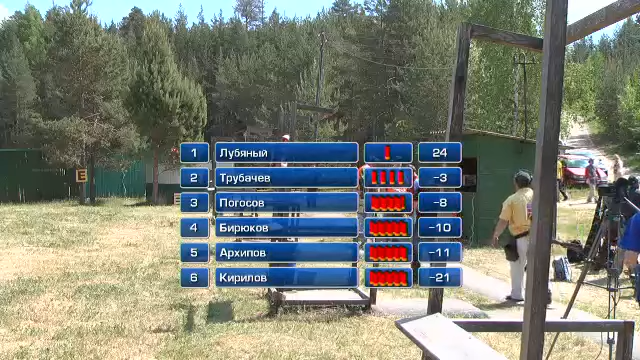 1 Лубяный 24
2 Трубачев -3
3 Погосов -8
4 Бирюков -10
5 Архипов -11
6 Кирилов -21
E